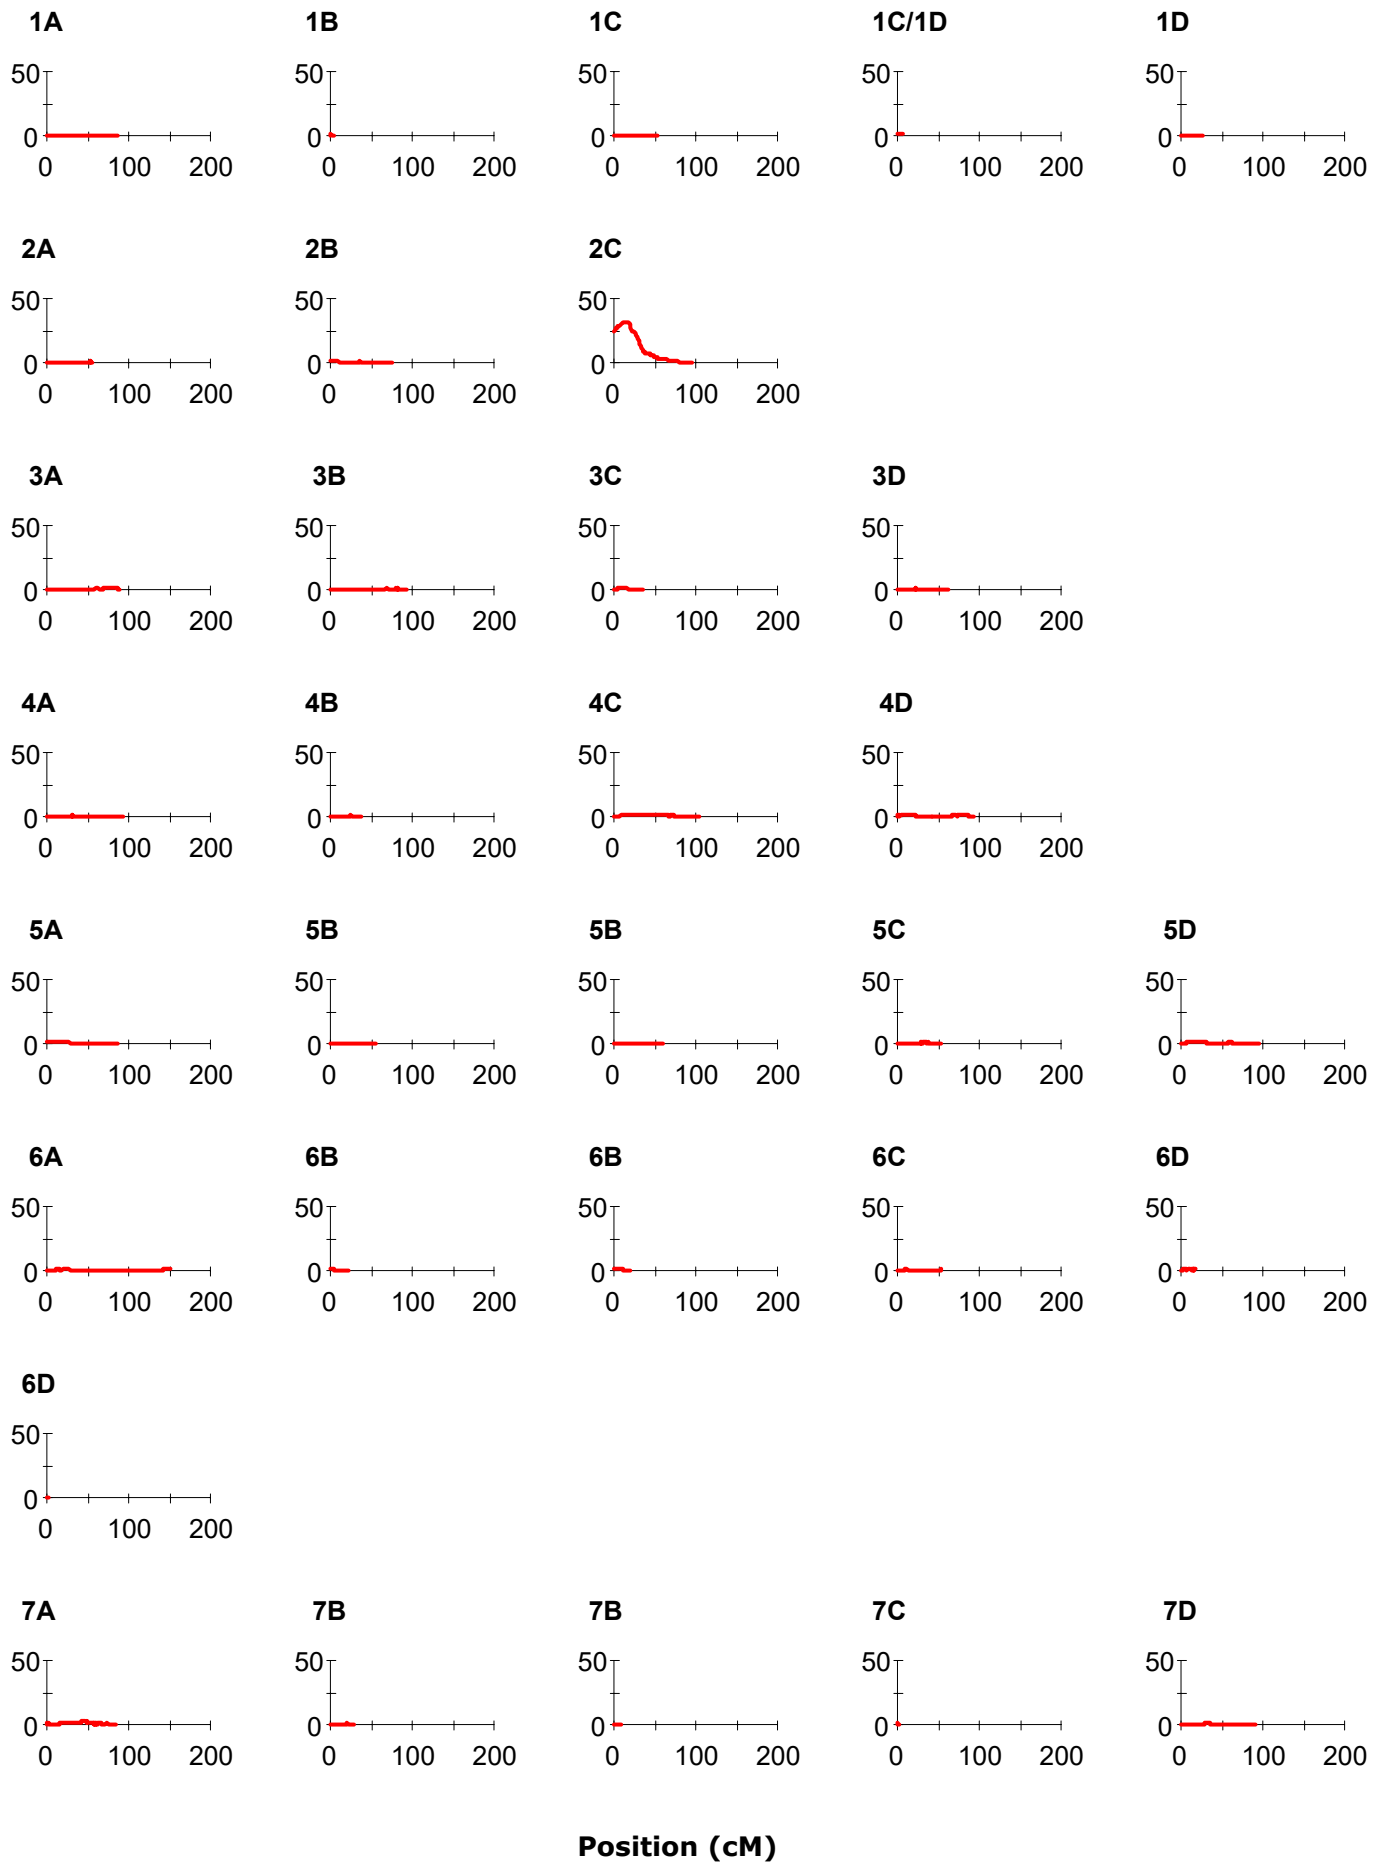 1A 1B 1C 1C/1D 1D
50 50 50 50 50
0 0 0 0 0
0 100 200 0 100 200 0 100 200 0 100 200 0 100 200
2A 2B 2C
50 50 50
0 0 0
0 100 200 0 100 200 0 100 200
3A 3B 3C 3D
50 50 50 50
0 0 0 0
0 100 200 0 100 200 0 100 200 0 100 200
4A 4B 4C 4D
50 50 50 50
0 0 0 0
0 100 200 0 100 200 0 100 200 0 100 200
5A 5B 5B 5C 5D
50 50 50 50 50
0 0 0 0 0
0 100 200 0 100 200 0 100 200 0 100 200 0 100 200
6A 6B 6B 6C 6D
50 50 50 50 50
0 0 0 0 0
0 100 200 0 100 200 0 100 200 0 100 200 0 100 200
6D
50
0
0 100 200
7A 7B 7B 7C 7D
50 50 50 50 50
0 0 0 0 0
0 100 200 0 100 200 0 100 200 0 100 200 0 100 200
Position (cM)